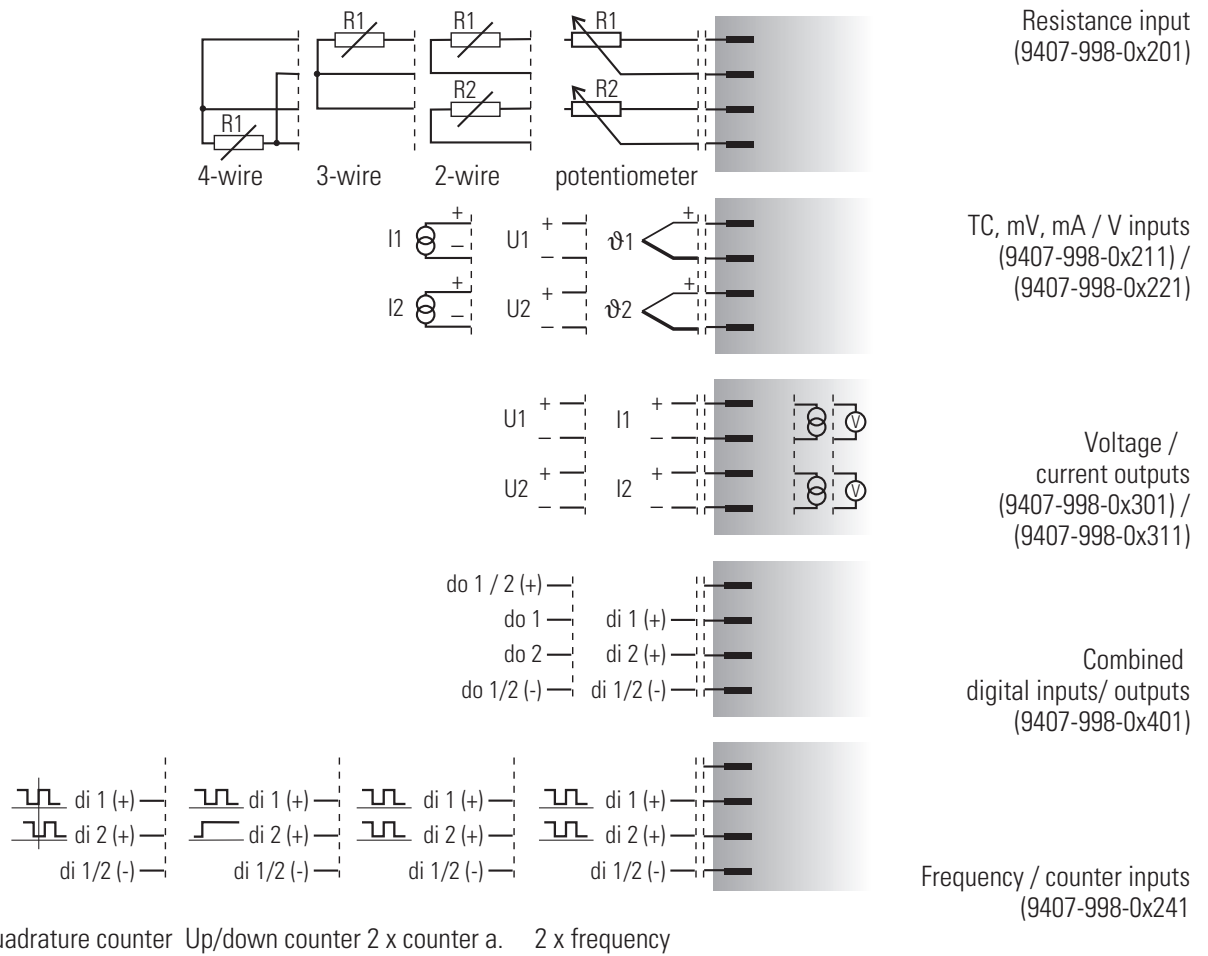 Resistance input
(9407-998-0x201)
R1
R1
R1
R2
R2
R1
4-wire 3-wire 2-wire potentiometer
TC, mV, mA / V inputs
(9407-998-0x211) /
(9407-998-0x221)
I1 + – U1 + – ϑ1 +
I2 + – U2 + – ϑ2 +
Voltage /
current outputs
(9407-998-0x301) /
(9407-998-0x311)
U1 + – I1 + – V
U2 + – I2 + – V
Combined
digital inputs/ outputs
(9407-998-0x401)
do 1 / 2 (+)
do 1 di 1 (+)
do 2 di 2 (+)
do 1/2 (-) di 1/2 (-)
di 1 (+) di 1 (+) di 1 (+) di 1 (+)
di 2 (+) di 2 (+) di 2 (+) di 2 (+)
di 1/2 (-) di 1/2 (-) di 1/2 (-) di 1/2 (-)
Frequency / counter inputs
(9407-998-0x241
uadrature counter Up/down counter 2 x counter a. 2 x frequency